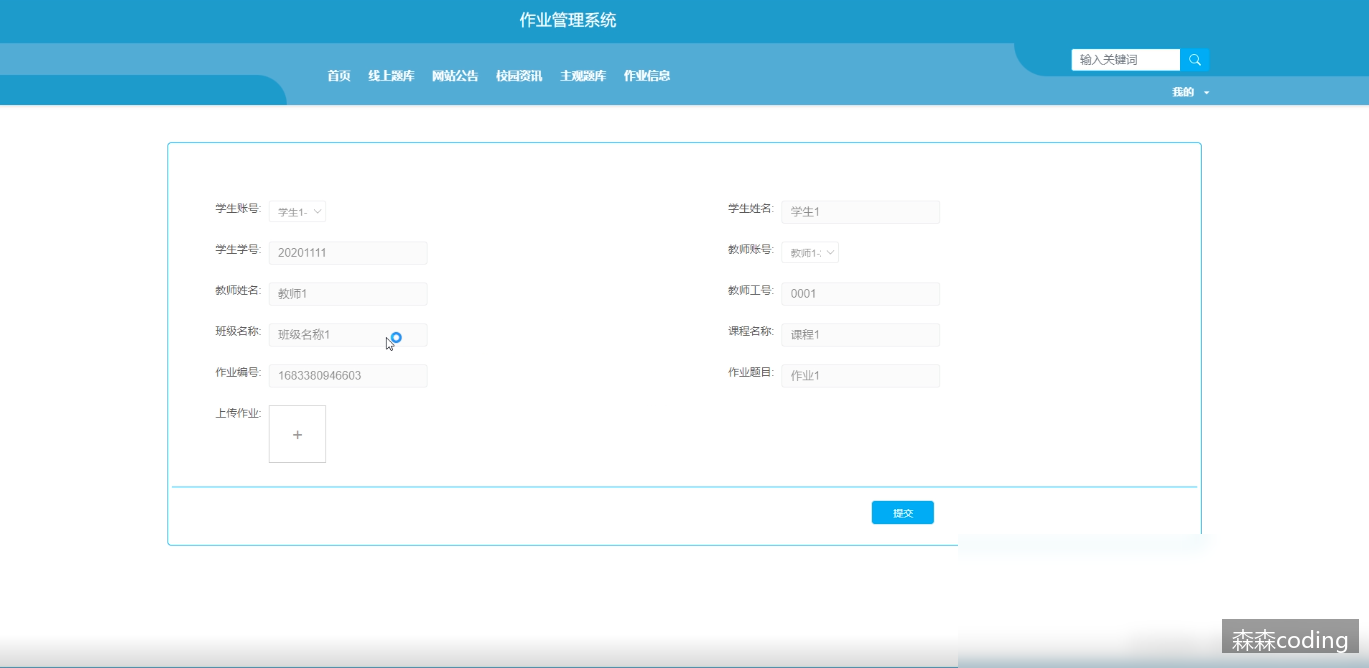 作业管理系统
输入关键词
首页 线上题库 网站公告 校园资讯 主观题库 作业信息
我的
学生账号: 学生1- 学生姓名: 学生1
学生学号: 20201111 教师账号: 教师1-
教师姓名: 教师1 教师工号: 0001
班级名称: 班级名称1 课程名称: 课程1
作业编号: 1683380946603 作业题目: 作业1
上传作业: +
提交
森森coding